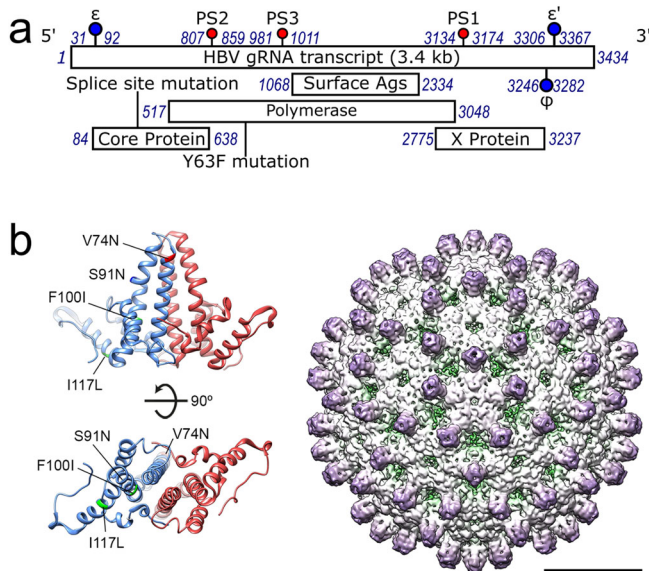 a
5' ε PS2 PS3 PS1 ε' 3'
31 92 807 859 981 1011 3134 3174 3306 3367
1 HBV gRNA transcript (3.4 kb) 3434
Splice site mutation 1068 Surface Ags 2334 3246 3282
φ
517 Polymerase 3048
84 Core Protein 638 2775 X Protein 3237
Y63F mutation
b
V74N
S91N
F100I
I117L
90º
S91N V74N
F100I
I117L